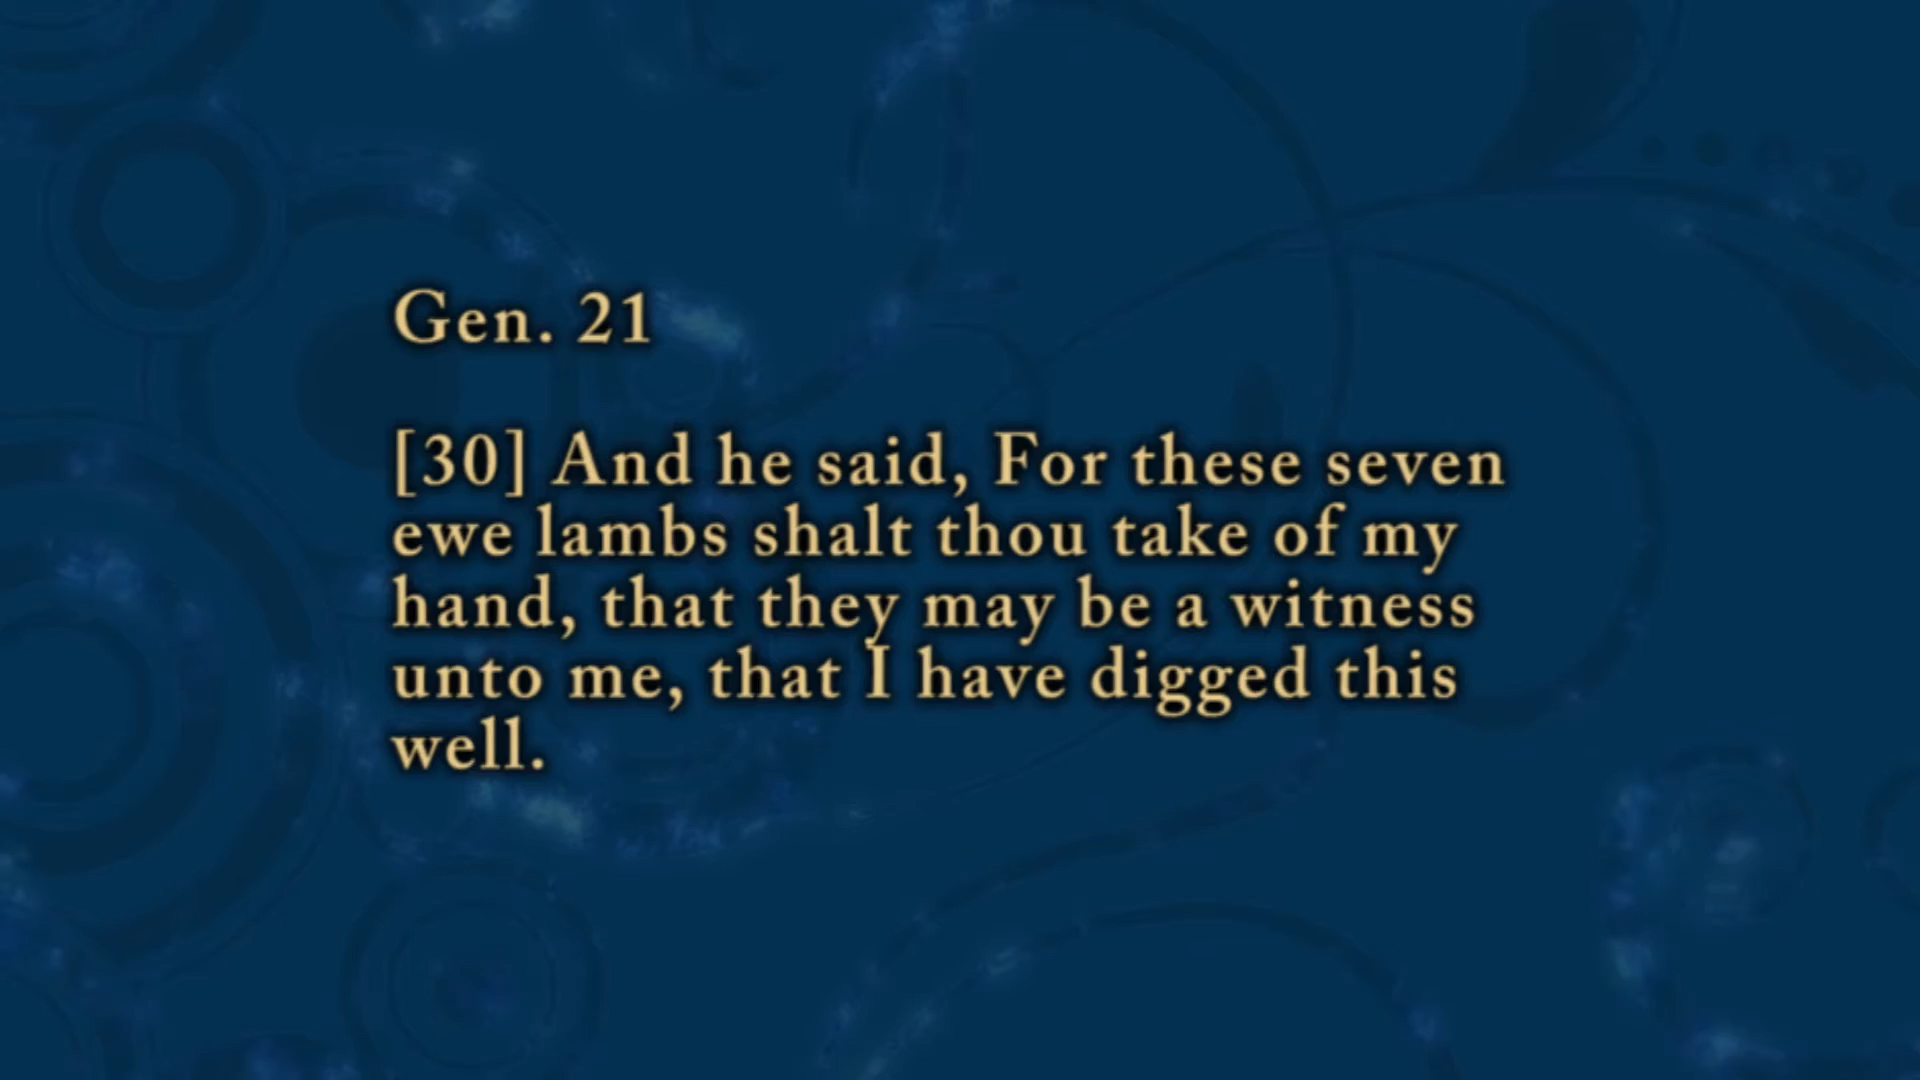 Gen. 21
[30] And he said, For these seven
ewe lambs shalt thou take of my
hand, that they may be a witness
unto me, that I have digged this
well.